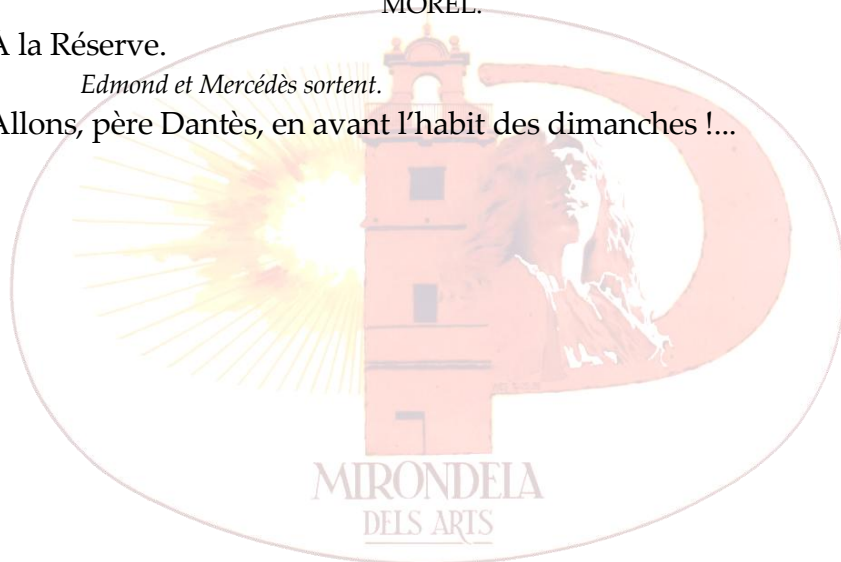 MOREL.
A la Réserve.
Edmond et Mercédès sortent.
Allons, père Dantès, en avant l’habit des dimanches !...
MIRONDELA
DELS ARTS